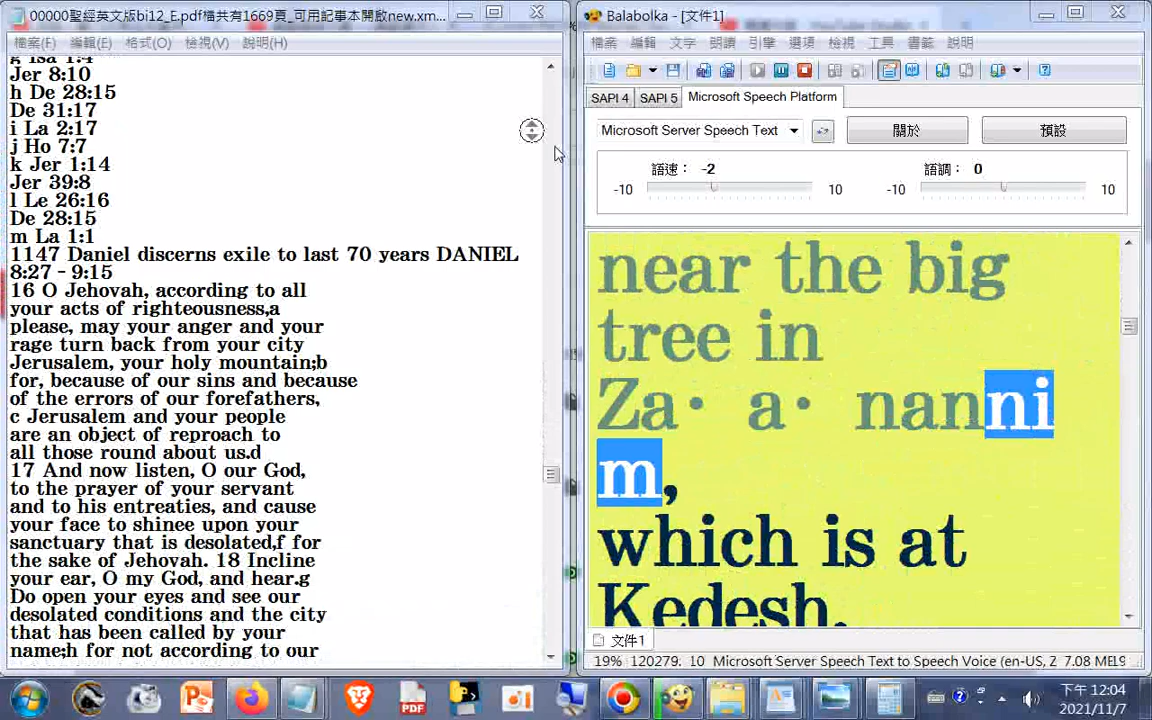 00000聖經英文版bi12_E.pdf檔共有1669頁_可用記事本開啟new.xm...
檔案(F) 編輯(E) 格式(O) 檢視(V) 說明(H)
g Isa 1:4
Jer 8:10
h De 28:15
De 31:17
i La 2:17
j Ho 7:7
k Jer 1:14
Jer 39:8
l Le 26:16
De 28:15
m La 1:1
1147 Daniel discerns exile to last 70 years DANIEL
8:27 - 9:15
16 O Jehovah, according to all
your acts of righteousness,a
please, may your anger and your
rage turn back from your city
Jerusalem, your holy mountain;b
for, because of our sins and because
of the errors of our forefathers,
c Jerusalem and your people
are an object of reproach to
all those round about us.d
17 And now listen, O our God,
to the prayer of your servant
and to his entreaties, and cause
your face to shinee upon your
sanctuary that is desolated,f for
the sake of Jehovah. 18 Incline
your ear, O my God, and hear.g
Do open your eyes and see our
desolated conditions and the city
that has been called by your
name;h for not according to our
Balabolka - [文件1]
檔案 編輯 文字 朗讀 引擎 選項 檢視 工具 書籤 說明
SAPI 4 SAPI 5 Microsoft Speech Platform
Microsoft Server Speech Text 關於 預設
語速： -2 語調： 0
-10 10 -10 10
near the big
tree in
Za· a· nanni
m,
which is at
Kedesh.
文件1
19% 120279. 10 Microsoft Server Speech Text to Speech Voice (en-US, Z 7.08 ME
PDF
下午 12:04
2021/11/7